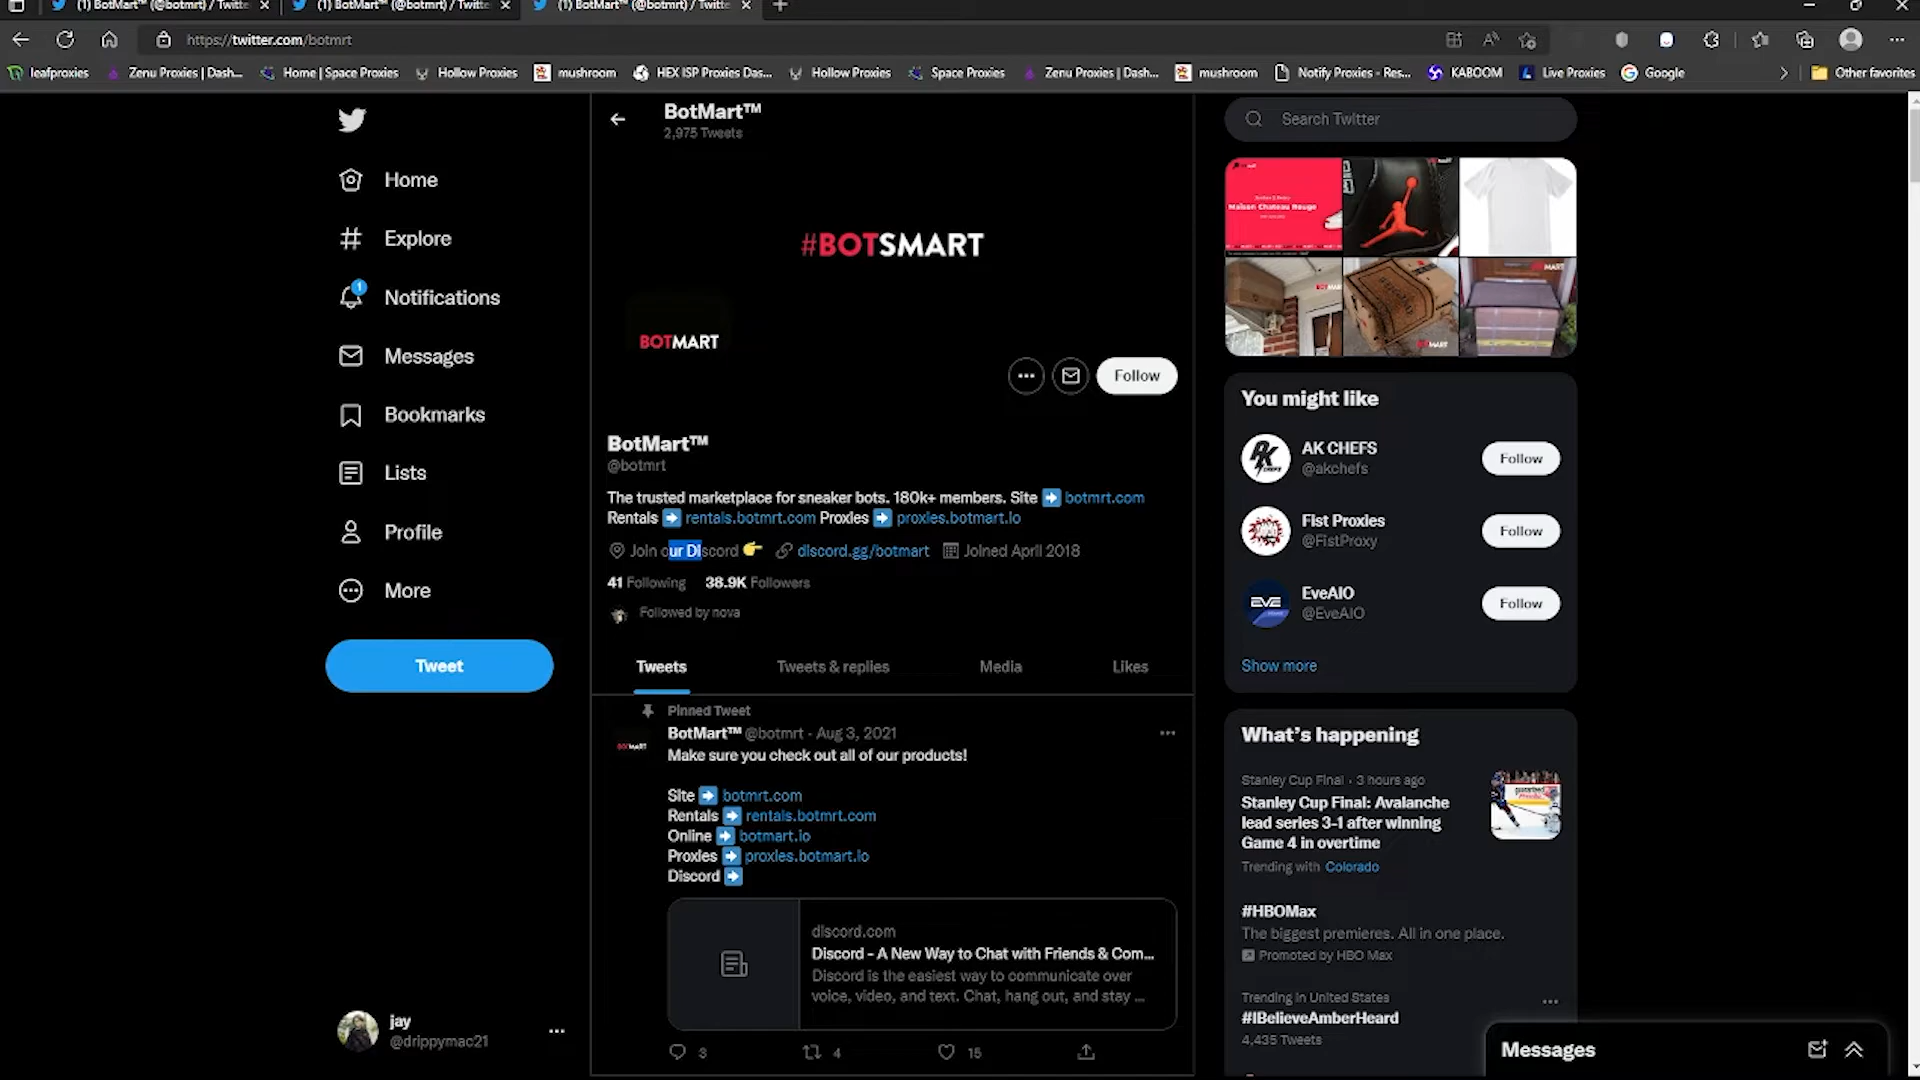 (1) BotMart™ (@botmrt) / Twitte
(1) BotMart™ (@botmrt) / Twitte
(1) BotMart™ (@botmrt) / Twitte
https://twitter.com/botmrt
leafproxies
Zenu Proxies | Dash...
Home | Space Proxies
Hollow Proxies
mushroom
HEX ISP Proxies Das...
Hollow Proxies
Space Proxies
Zenu Proxies | Dash...
mushroom
Notify Proxies - Res...
KABOOM
Live Proxies
Google
Other favorites
Home
Explore
1
Notifications
Messages
Bookmarks
Lists
Profile
More
Tweet
jay
@drippymac21
BotMart™
2,975 Tweets
#BOTSMART
BOTMART
Follow
BotMart™
@botmrt
The trusted marketplace for sneaker bots. 180k+ members. Site ➡ botmrt.com
Rentals ➡ rentals.botmrt.com Proxies ➡ proxies.botmart.io
Join our Discord 👉 discord.gg/botmart Joined April 2018
41 Following 38.9K Followers
Followed by nova
Tweets
Tweets & replies
Media
Likes
Pinned Tweet
BotMart™ @botmrt · Aug 3, 2021
BOTMART
Make sure you check out all of our products!
Site ➡ botmrt.com
Rentals ➡ rentals.botmrt.com
Online ➡ botmart.io
Proxies ➡ proxies.botmart.io
Discord ➡
discord.com
Discord - A New Way to Chat with Friends & Com...
Discord is the easiest way to communicate over
voice, video, and text. Chat, hang out, and stay ...
3
4
15
Search Twitter
Maison Chateau Rouge
MART
MART
You might like
AK CHEFS
@akchefs
Follow
Fist Proxies
@FistProxy
Follow
EVE
EveAIO
@EveAIO
Follow
Show more
What's happening
Stanley Cup Final · 3 hours ago
Stanley Cup Final: Avalanche
lead series 3-1 after winning
Game 4 in overtime
Trending with Colorado
#HBOMax
The biggest premieres. All in one place.
Promoted by HBO Max
Trending in United States
#IBelieveAmberHeard
4,435 Tweets
Messages